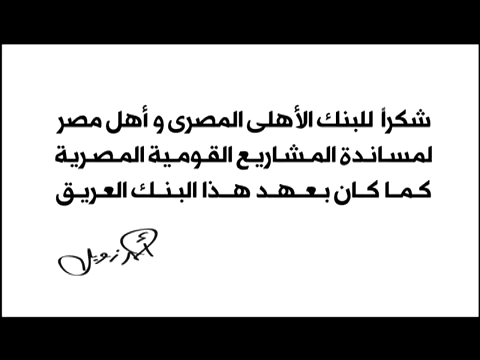 شكراً للبنك الأهلى المصرى و أهل مصر
لمساندة المشاريع القومية المصرية
كما كان بعهد هذا البنك العريق
أحمد زويل